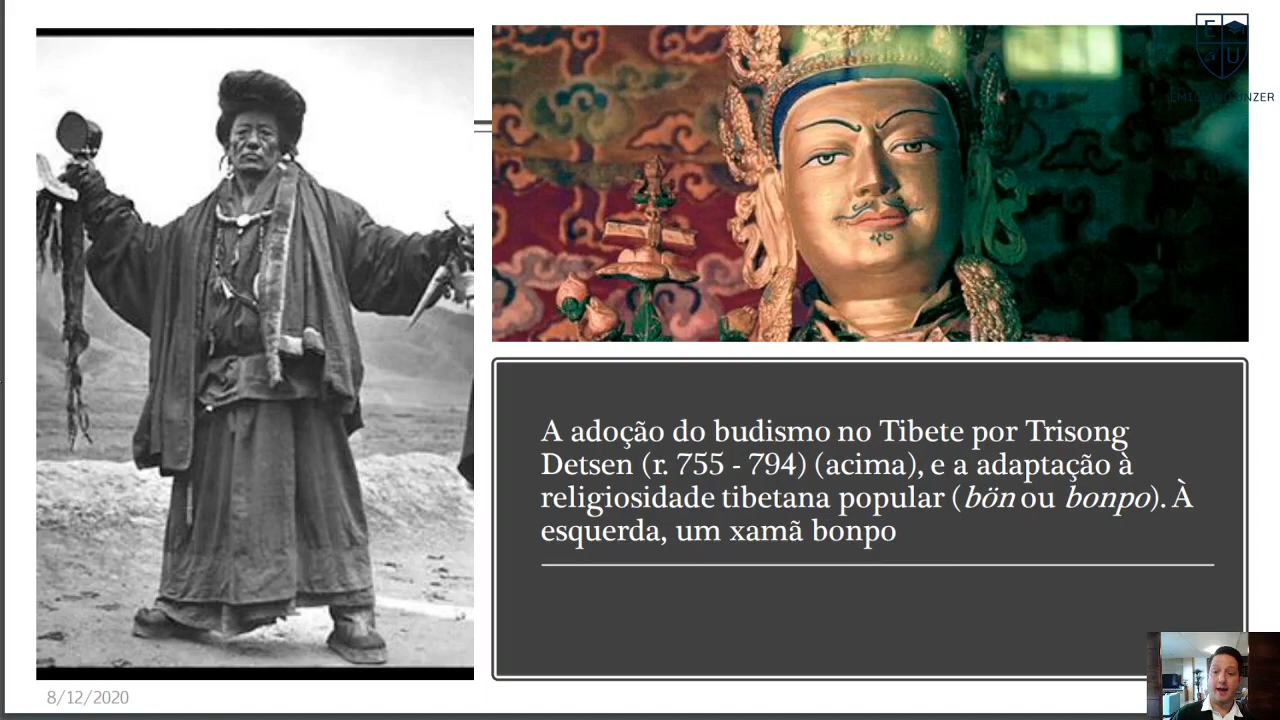 E U
A adoção do budismo no Tibete por Trisong
Detsen (r. 755 - 794) (acima), e a adaptação à
religiosidade tibetana popular (bön ou bonpo). À
esquerda, um xamã bonpo
8/12/2020